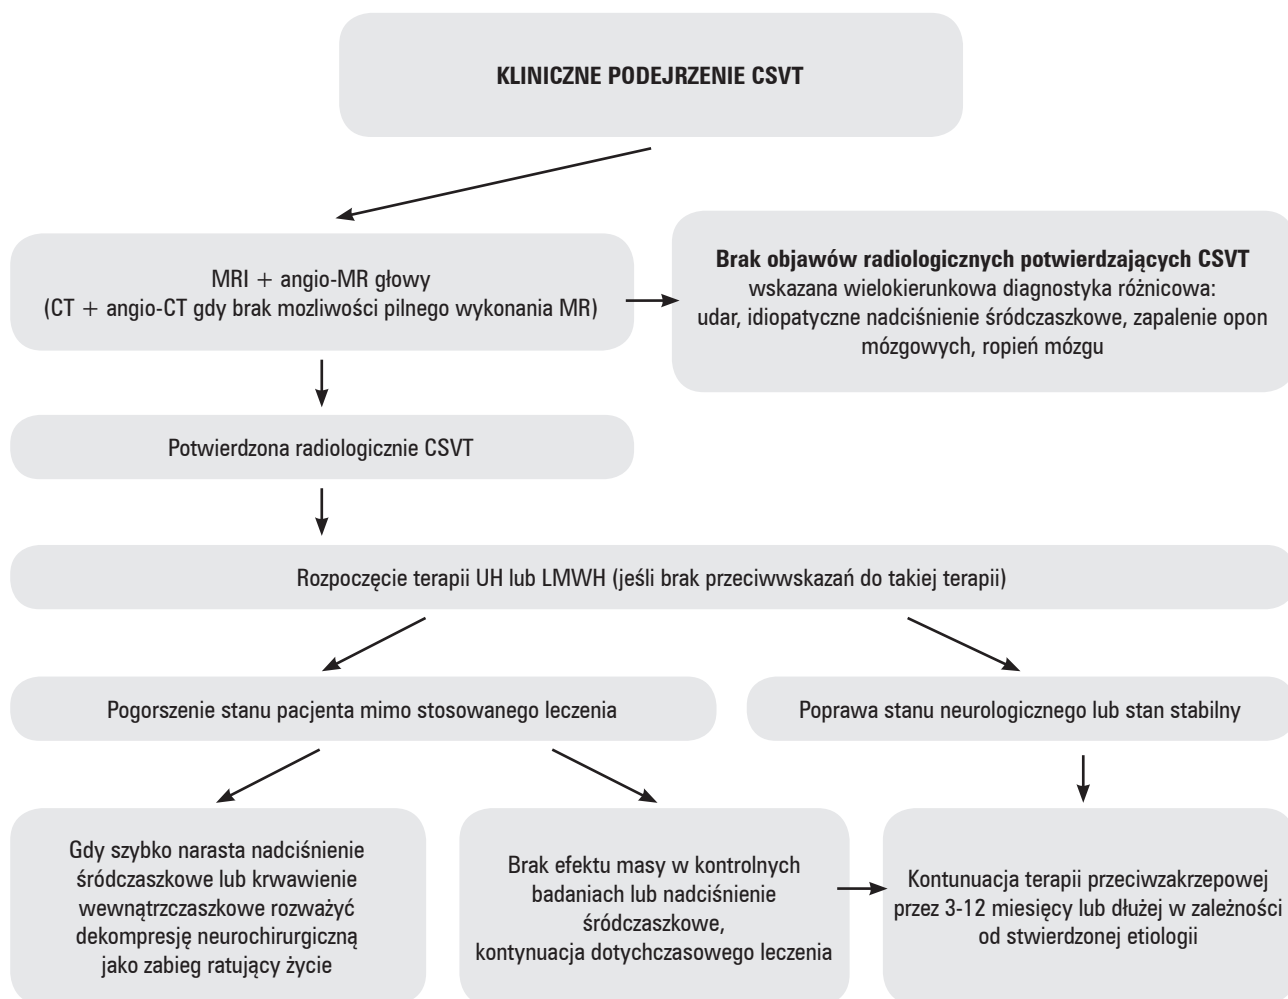 KLINICZNE PODEJRZENIE CSVT
MRI + angio-MR głowy
(CT + angio-CT gdy brak mozliwości pilnego wykonania MR)
Brak objawów radiologicznych potwierdzających CSVT
wskazana wielokierunkowa diagnostyka różnicowa:
udar, idiopatyczne nadciśnienie śródczaszkowe, zapalenie opon
mózgowych, ropień mózgu
Potwierdzona radiologicznie CSVT
Rozpoczęcie terapii UH lub LMWH (jeśli brak przeciwwskazań do takiej terapii)
Pogorszenie stanu pacjenta mimo stosowanego leczenia
Poprawa stanu neurologicznego lub stan stabilny
Gdy szybko narasta nadciśnienie
śródczaszkowe lub krwawienie
wewnątrzczaszkowe rozważyć
dekompresję neurochirurgiczną
jako zabieg ratujący życie
Brak efektu masy w kontrolnych
badaniach lub nadciśnienie
śródczaszkowe,
kontynuacja dotychczasowego leczenia
Kontunuacja terapii przeciwzakrzepowej
przez 3-12 miesięcy lub dłużej w zależności
od stwierdzonej etiologii